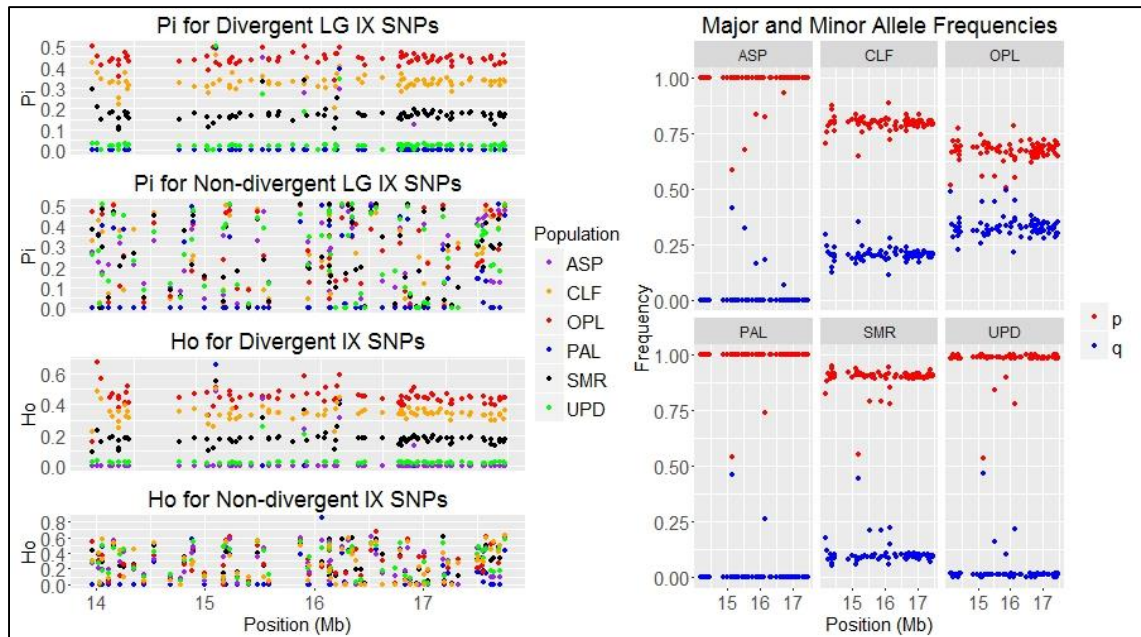 Pi for Divergent LG IX SNPs
0.5
0.4
0.3
0.2
0.1
0.0
Pi
Pi for Non-divergent LG IX SNPs
0.5
0.4
0.3
0.2
0.1
0.0
Pi
Ho for Divergent IX SNPs
0.6
0.4
0.2
0.0
Ho
Ho for Non-divergent IX SNPs
0.8
0.6
0.4
0.2
0.0
Ho
14 15 16 17
Position (Mb)
Population
ASP
CLF
OPL
PAL
SMR
UPD
Major and Minor Allele Frequencies
ASP CLF OPL
1.00
0.75
0.50
0.25
0.00
Frequency
PAL SMR UPD
1.00
0.75
0.50
0.25
0.00
15 16 17 15 16 17 15 16 17
Position (Mb)
p
q